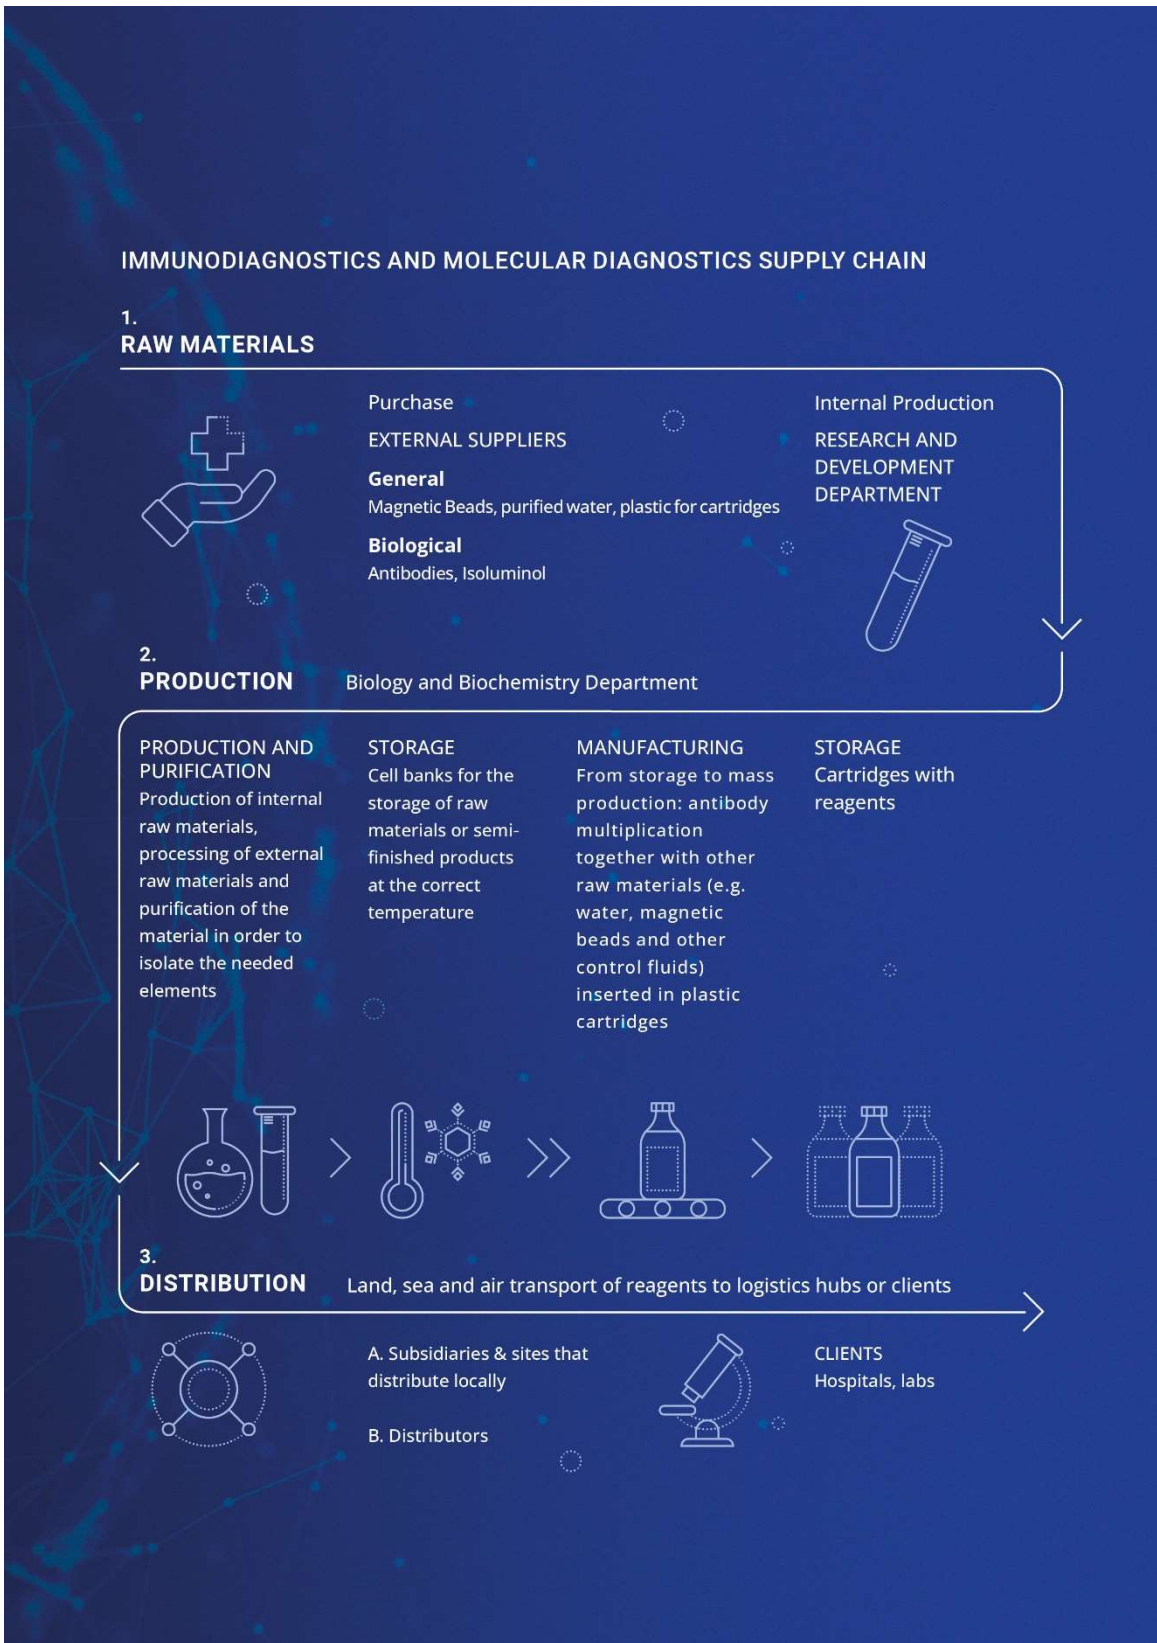 IMMUNODIAGNOSTICS AND MOLECULAR DIAGNOSTICS SUPPLY CHAIN
1.
RAW MATERIALS
Purchase
EXTERNAL SUPPLIERS
General
Magnetic Beads, purified water, plastic for cartridges
Biological
Antibodies, Isoluminol
Internal Production
RESEARCH AND
DEVELOPMENT
DEPARTMENT
2.
PRODUCTION
Biology and Biochemistry Department
PRODUCTION AND
PURIFICATION
Production of internal
raw materials,
processing of external
raw materials and
purification of the
material in order to
isolate the needed
elements
STORAGE
Cell banks for the
storage of raw
materials or semi-
finished products
at the correct
temperature
MANUFACTURING
From storage to mass
production: antibody
multiplication
together with other
raw materials (e.g.
water, magnetic
beads and other
control fluids)
inserted in plastic
cartridges
STORAGE
Cartridges with
reagents
3.
DISTRIBUTION
Land, sea and air transport of reagents to logistics hubs or clients
A. Subsidiaries & sites that
distribute locally
B. Distributors
CLIENTS
Hospitals, labs